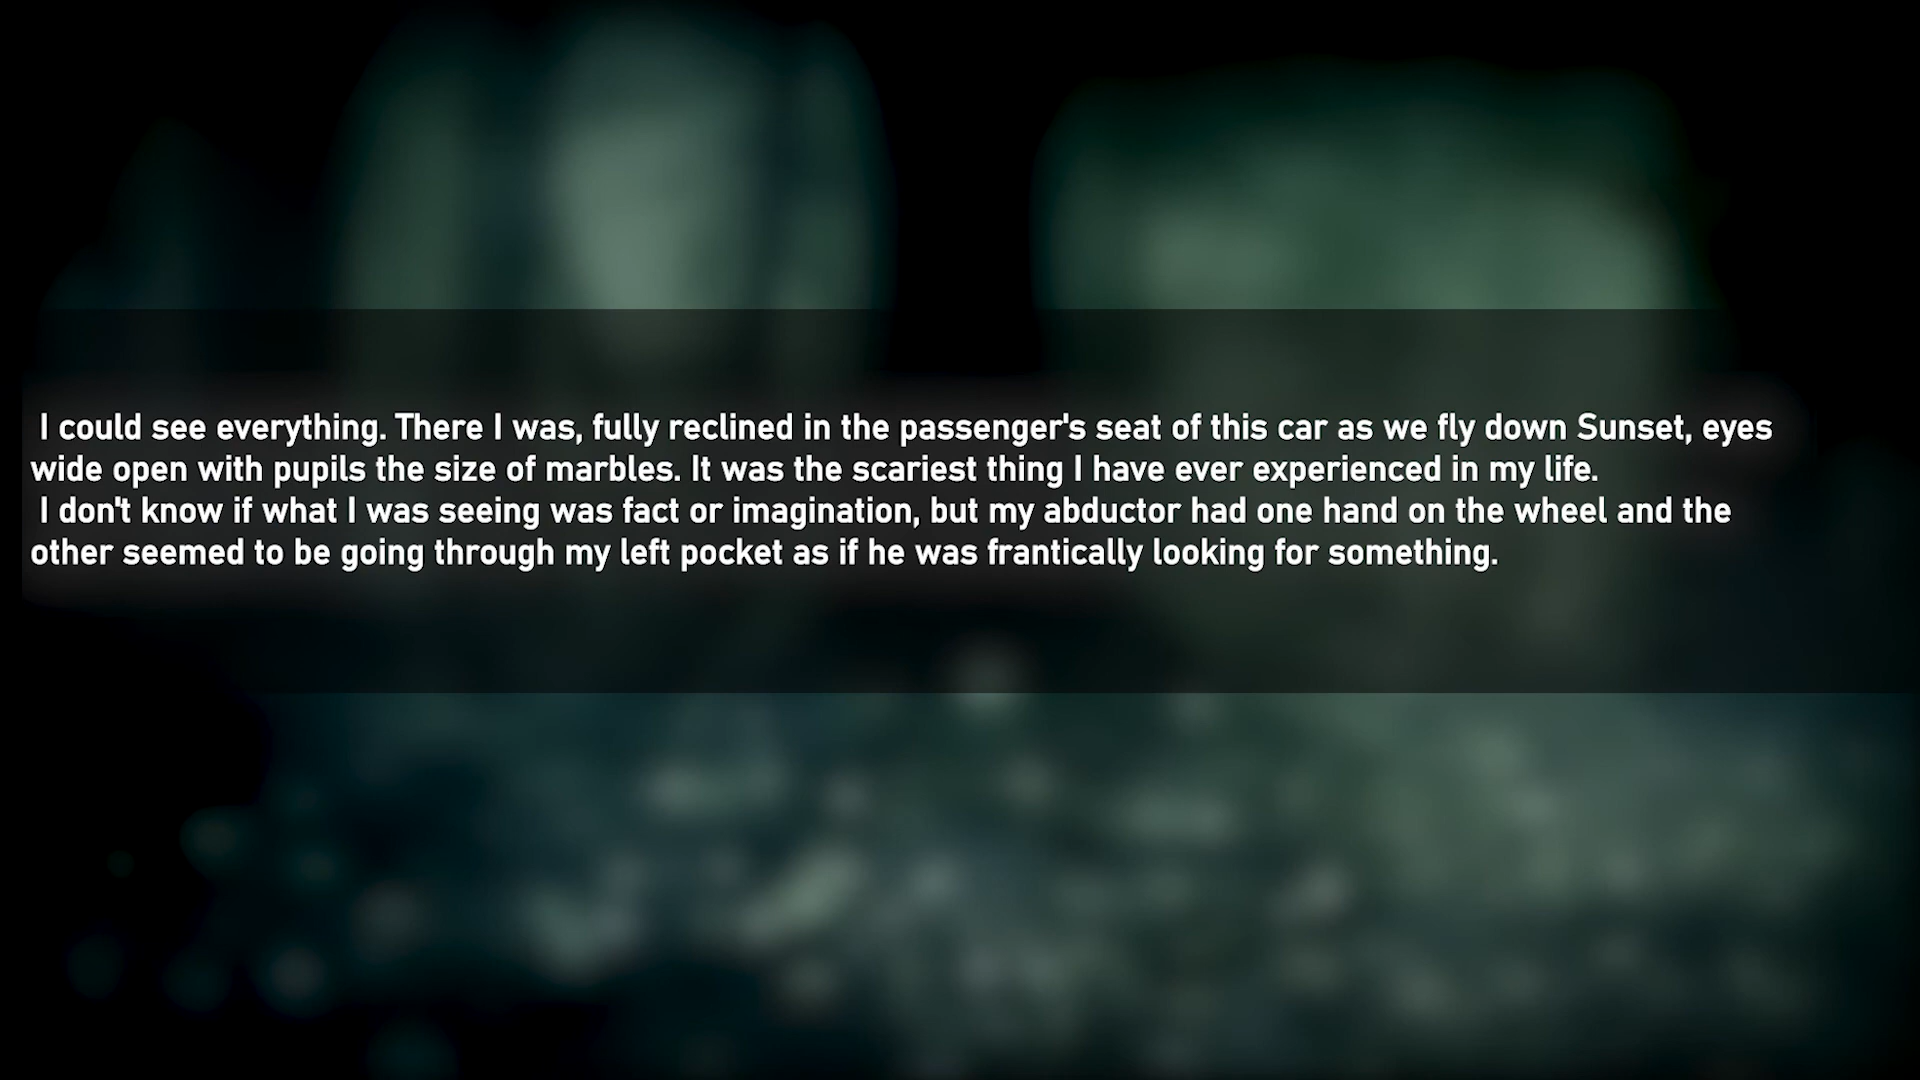 I could see everything. There I was, fully reclined in the passenger's seat of this car as we fly down Sunset, eyes
wide open with pupils the size of marbles. It was the scariest thing I have ever experienced in my life.
I don't know if what I was seeing was fact or imagination, but my abductor had one hand on the wheel and the
other seemed to be going through my left pocket as if he was frantically looking for something.